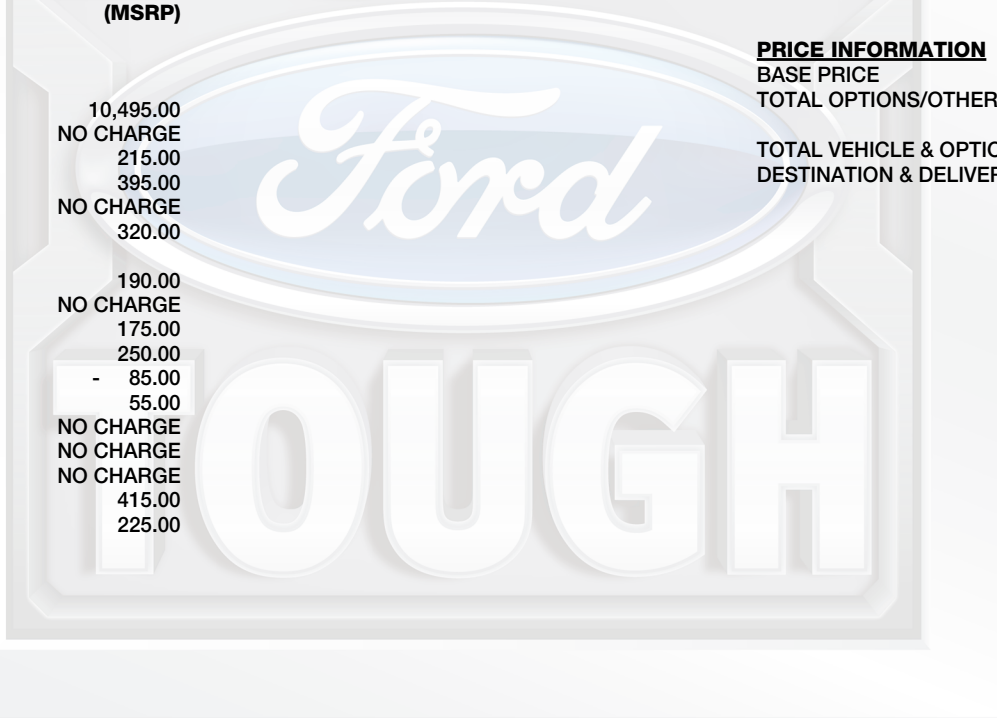 (MSRP)
10,495.00
NO CHARGE
215.00
395.00
NO CHARGE
320.00
190.00
NO CHARGE
175.00
250.00
- 85.00
55.00
NO CHARGE
NO CHARGE
NO CHARGE
415.00
225.00
PRICE INFORMATION
BASE PRICE
TOTAL OPTIONS/OTHER
TOTAL VEHICLE & OPTIO
DESTINATION & DELIVER
Ford
TOUGH